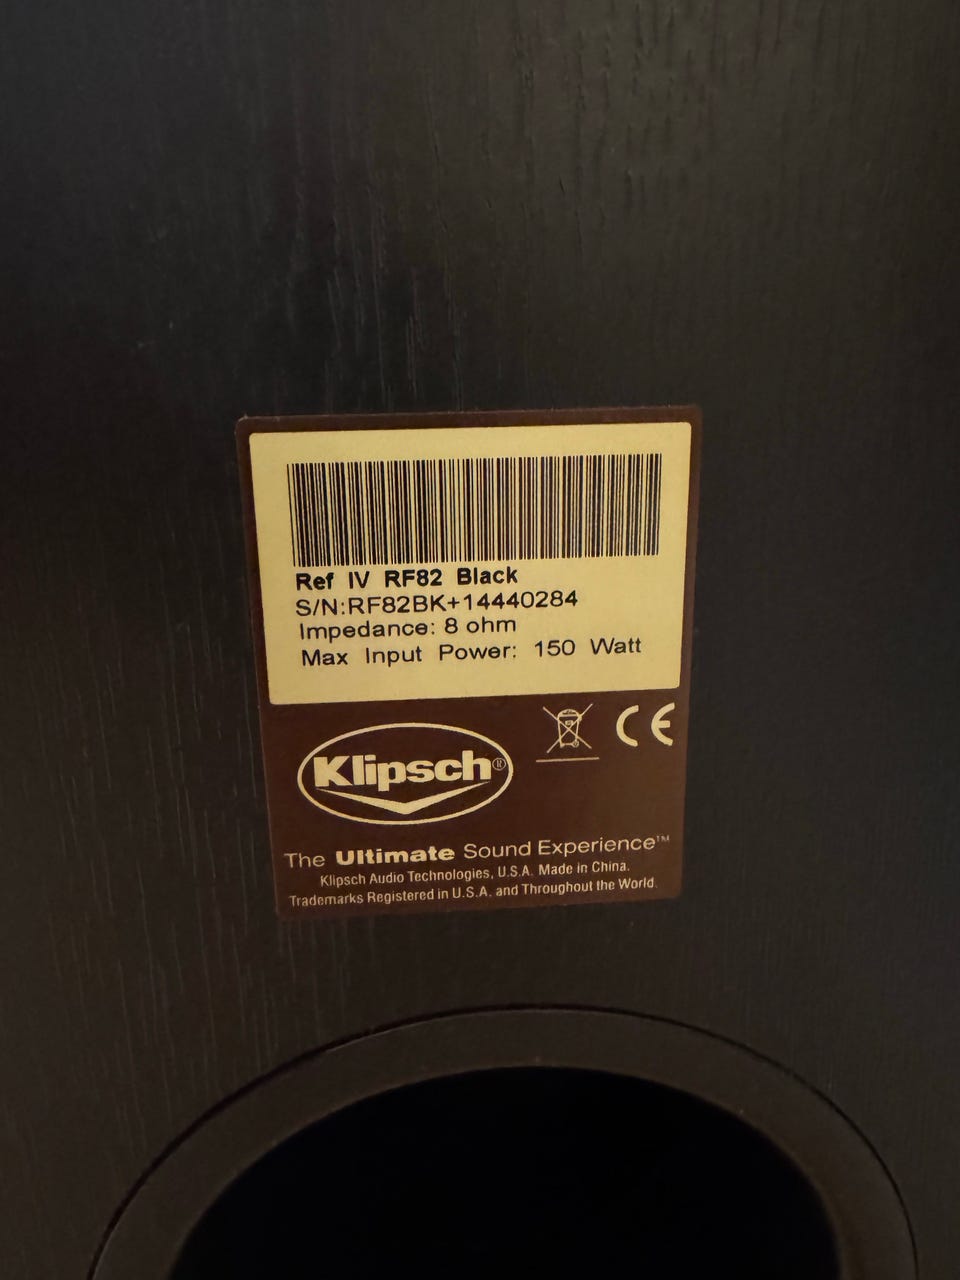 Ref IV RF82 Black
S/N:RF82BK+14440284
Impedance: 8 ohm
Max Input Power: 150 Watt
CE
Klipsch®
The Ultimate Sound Experience™
Klipsch Audio Technologies, U.S.A. Made in China.
Trademarks Registered in U.S.A. and Throughout the World.